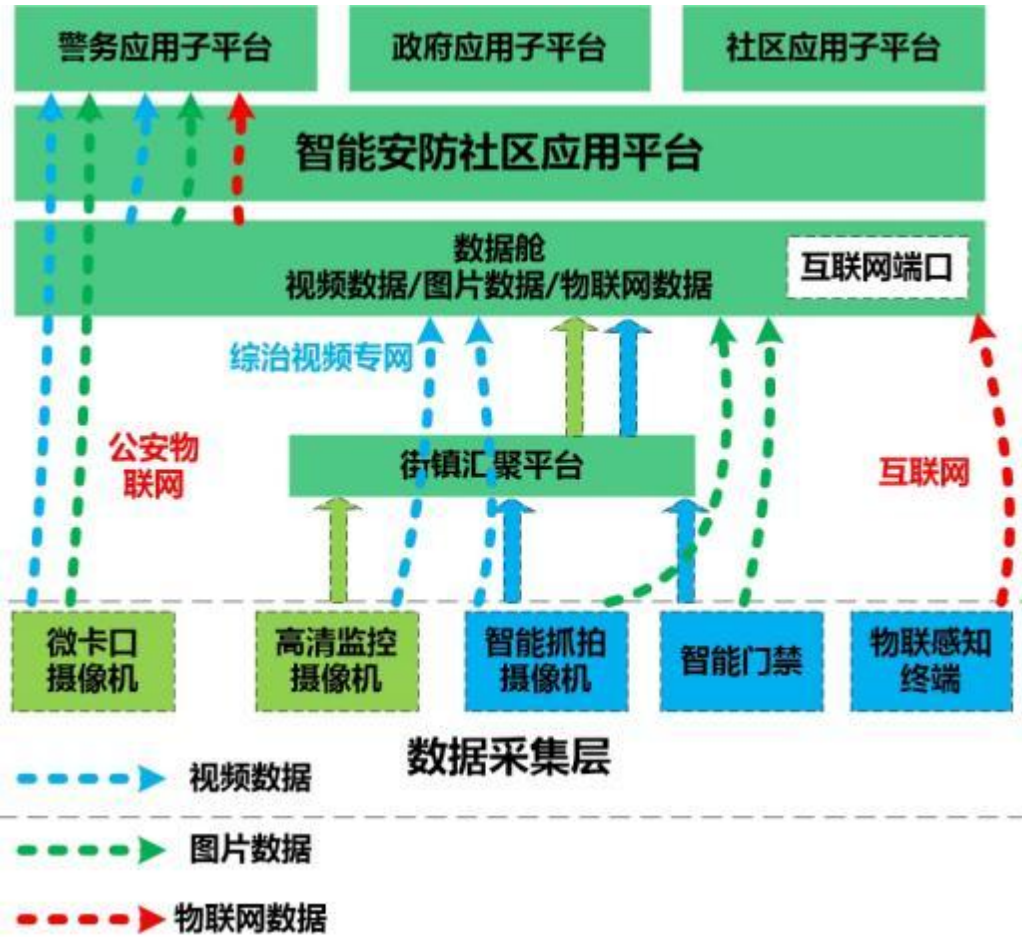 警务应用子平台
政府应用子平台
社区应用子平台
智能安防社区应用平台
数据舱
视频数据/图片数据/物联网数据
互联网端口
综治视频专网
公安物
联网
街镇汇聚平台
互联网
微卡口
摄像机
高清监控
摄像机
智能抓拍
摄像机
智能门禁
物联感知
终端
数据采集层
视频数据
图片数据
物联网数据